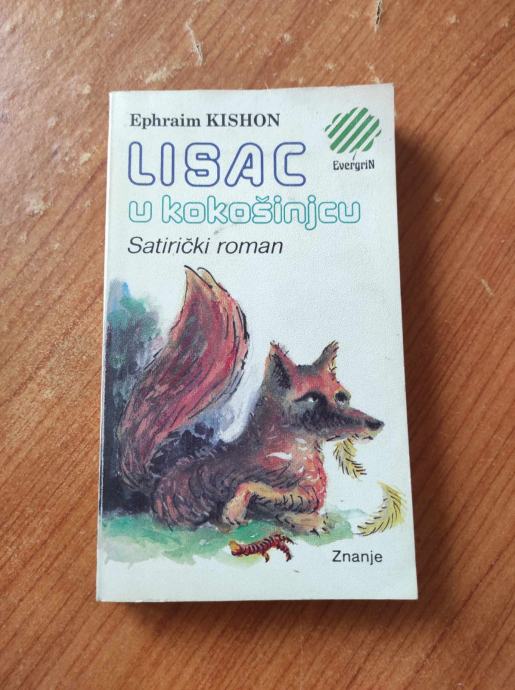 Ephraim KISHON
LISAC
u kokošinjcu
Satirički roman
EvergriN
Znanje